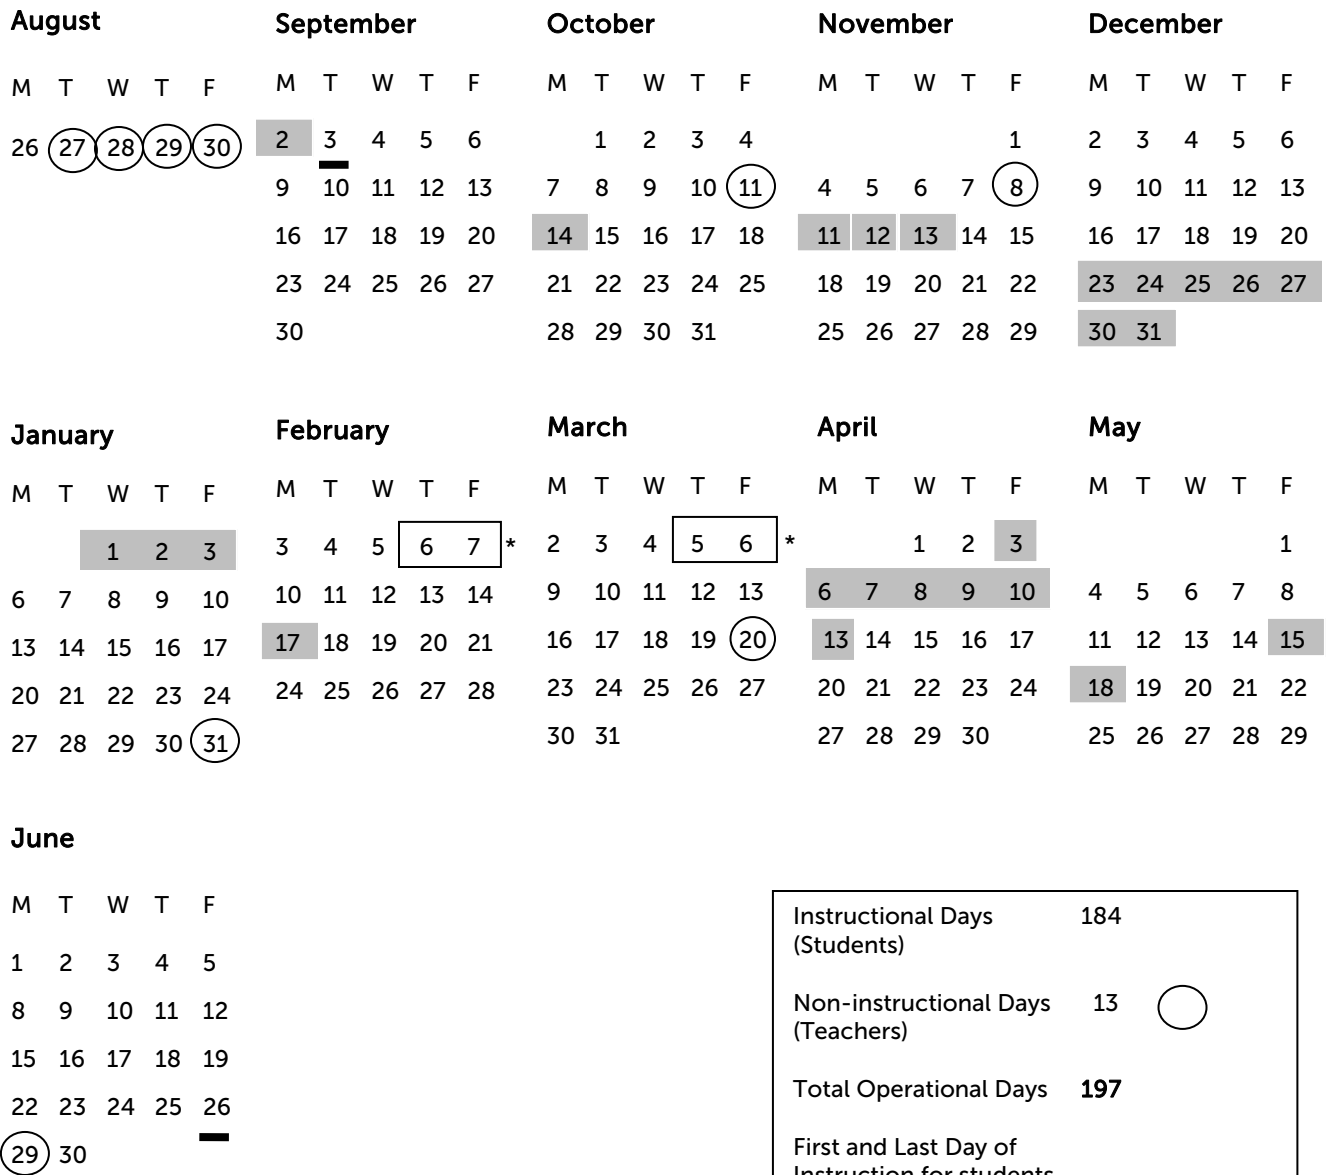 August September October November December
M T W T F M T W T F M T W T F M T W T F M T W T F
26 27 28 29 30 2 3 4 5 6 1 2 3 4 1 2 3 4 5 6
9 10 11 12 13 7 8 9 10 11 4 5 6 7 8 9 10 11 12 13
16 17 18 19 20 14 15 16 17 18 11 12 13 14 15 16 17 18 19 20
23 24 25 26 27 21 22 23 24 25 18 19 20 21 22 23 24 25 26 27
30 28 29 30 31 25 26 27 28 29 30 31
January February March April May
M T W T F M T W T F M T W T F M T W T F M T W T F
1 2 3 3 4 5 6 7 * 2 3 4 5 6 * 1 2 3 1
6 7 8 9 10 10 11 12 13 14 9 10 11 12 13 6 7 8 9 10 4 5 6 7 8
13 14 15 16 17 17 18 19 20 21 16 17 18 19 20 13 14 15 16 17 11 12 13 14 15
20 21 22 23 24 24 25 26 27 28 23 24 25 26 27 20 21 22 23 24 18 19 20 21 22
27 28 29 30 31 30 31 27 28 29 30 25 26 27 28 29
June
M T W T F
1 2 3 4 5
8 9 10 11 12
15 16 17 18 19
22 23 24 25 26
29 30
Instructional Days 184
(Students)
Non-instructional Days 13
(Teachers)
Total Operational Days 197
First and Last Day of
Instruction for students